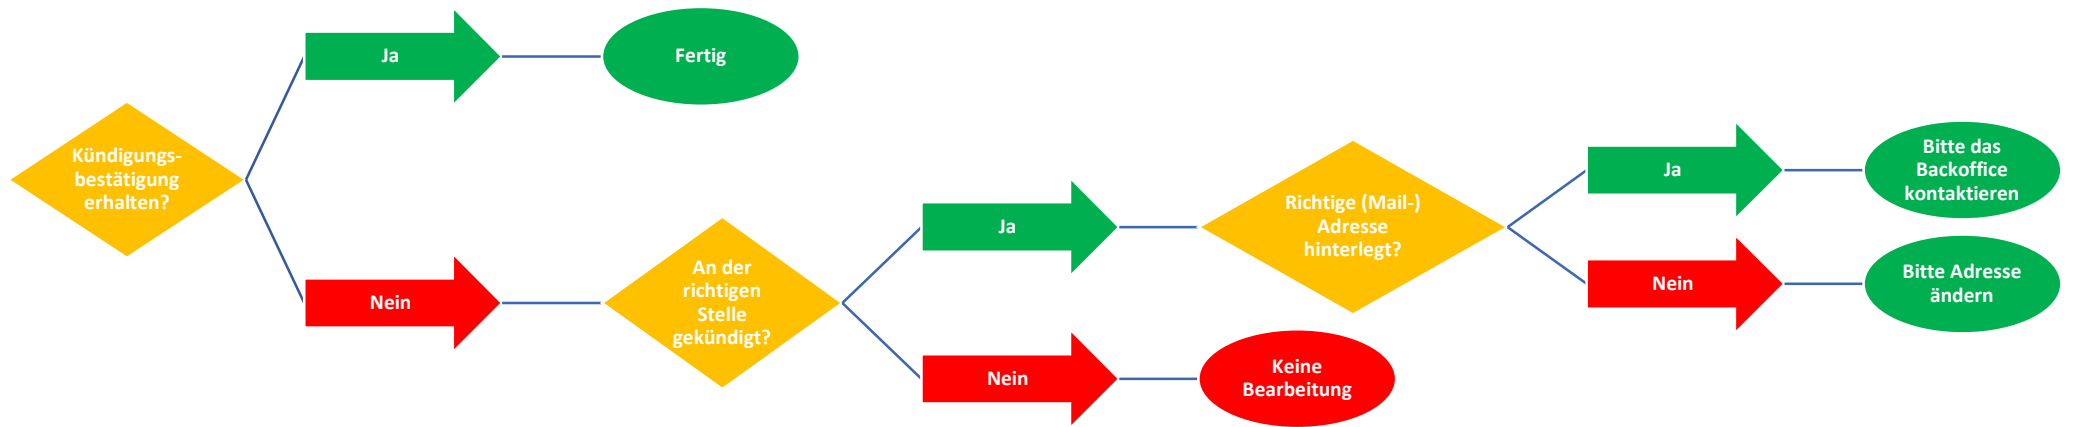 Ja
Fertig
Kündigungs-
bestätigung
erhalten?
Nein
An der
richtigen
Stelle
gekündigt?
Ja
Richtige (Mail-)
Adresse
hinterlegt?
Ja
Bitte das
Backoffice
kontaktieren
Nein
Bitte Adresse
ändern
Nein
Keine
Bearbeitung